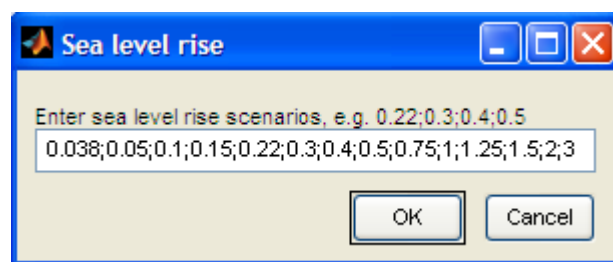 Sea level rise
Enter sea level rise scenarios, e.g. 0.22;0.3;0.4;0.5
0.038;0.05;0.1;0.15;0.22;0.3;0.4;0.5;0.75;1;1.25;1.5;2;3
OK Cancel